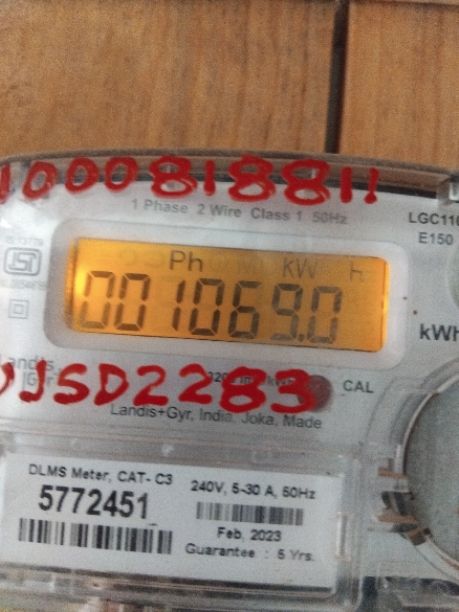 1000818811
1 Phase 2 Wire Class 1 50Hz
E150
Ph kW h
001069.0
kWh
CAL
JSD2283
Landis+Gyr, India, Joka, Made
DLMS Meter, CAT- C3
5772451
240V, 5-30 A, 50Hz
Feb, 2023
Guarantee : 5 Yrs.